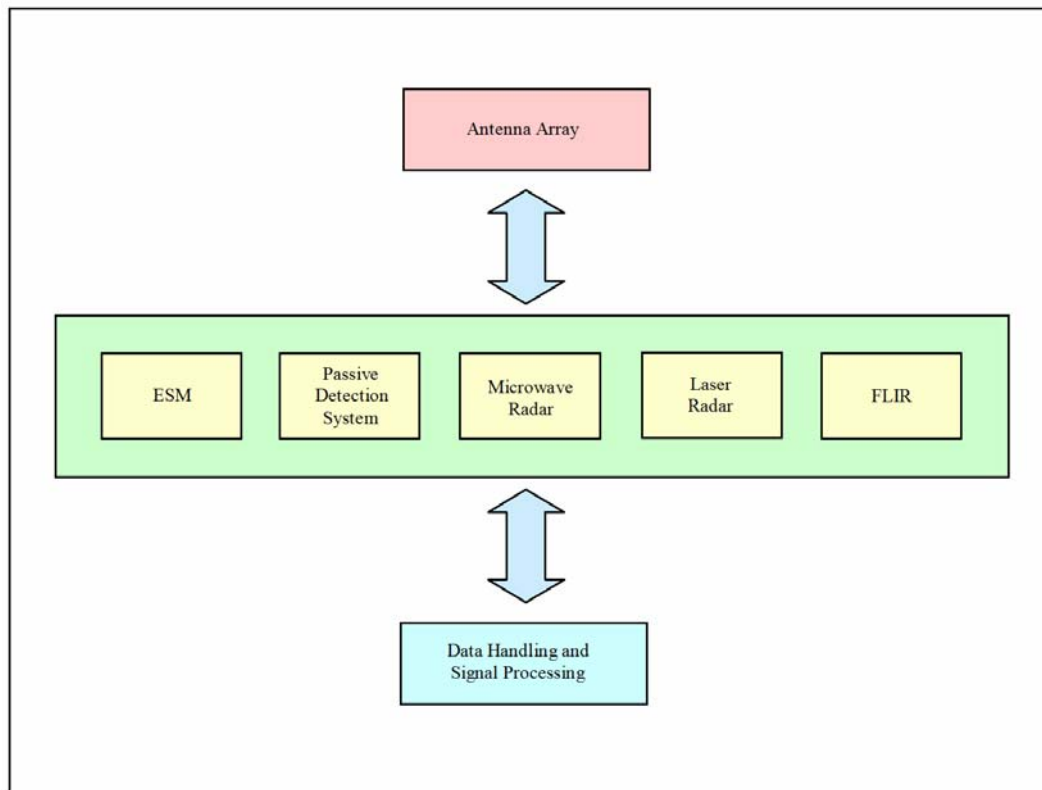 Antenna Array
ESM
Passive
Detection
System
Microwave
Radar
Laser
Radar
FLIR
Data Handling and
Signal Processing